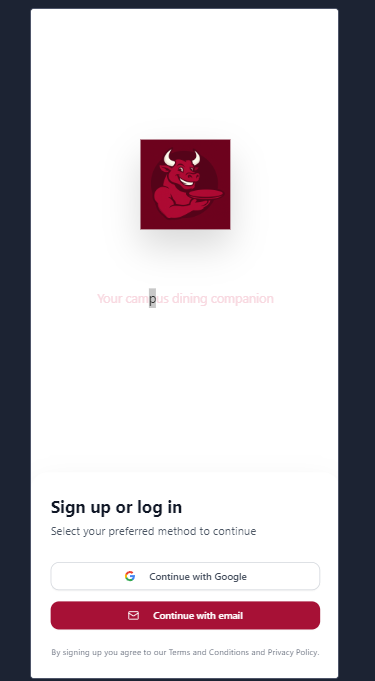 Your campus dining companion
Sign up or log in
Select your preferred method to continue
Continue with Google
Continue with email
By signing up you agree to our Terms and Conditions and Privacy Policy.